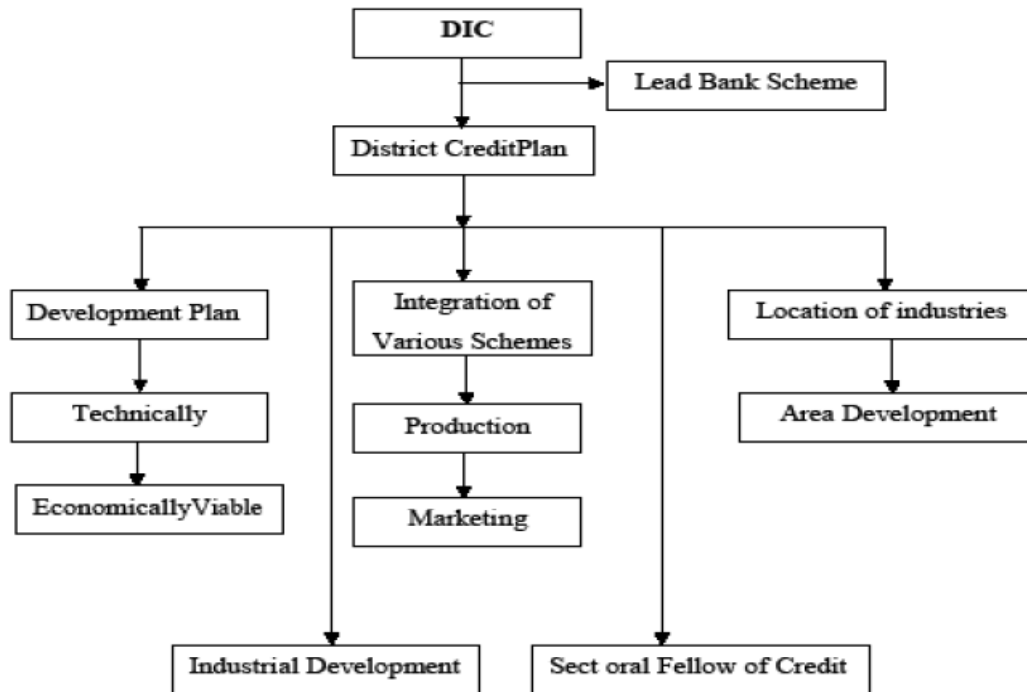 DIC
Lead Bank Scheme
District CreditPlan
Development Plan
Integration of
Various Schemes
Location of industries
Technically
Production
Area Development
EconomicallyViable
Marketing
Industrial Development
Sect oral Fellow of Credit